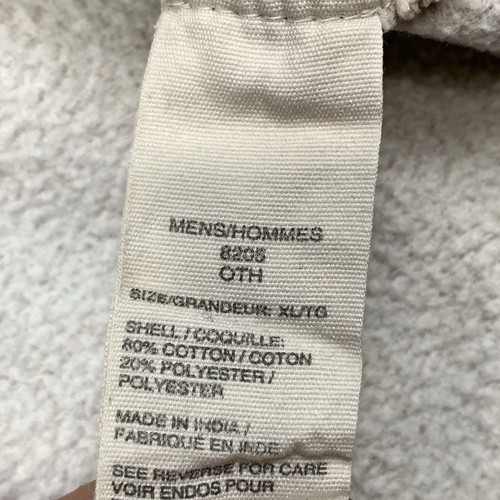 MENS/HOMMES
8205
OTH
SIZE/GRANDEUR: XL/TG
SHELL / COQUILLE:
80% COTTON / COTON
20% POLYESTER /
POLYESTER
MADE IN INDIA /
FABRIQUÉ EN INDE
SEE REVERSE FOR CARE
VOIR ENDOS POUR